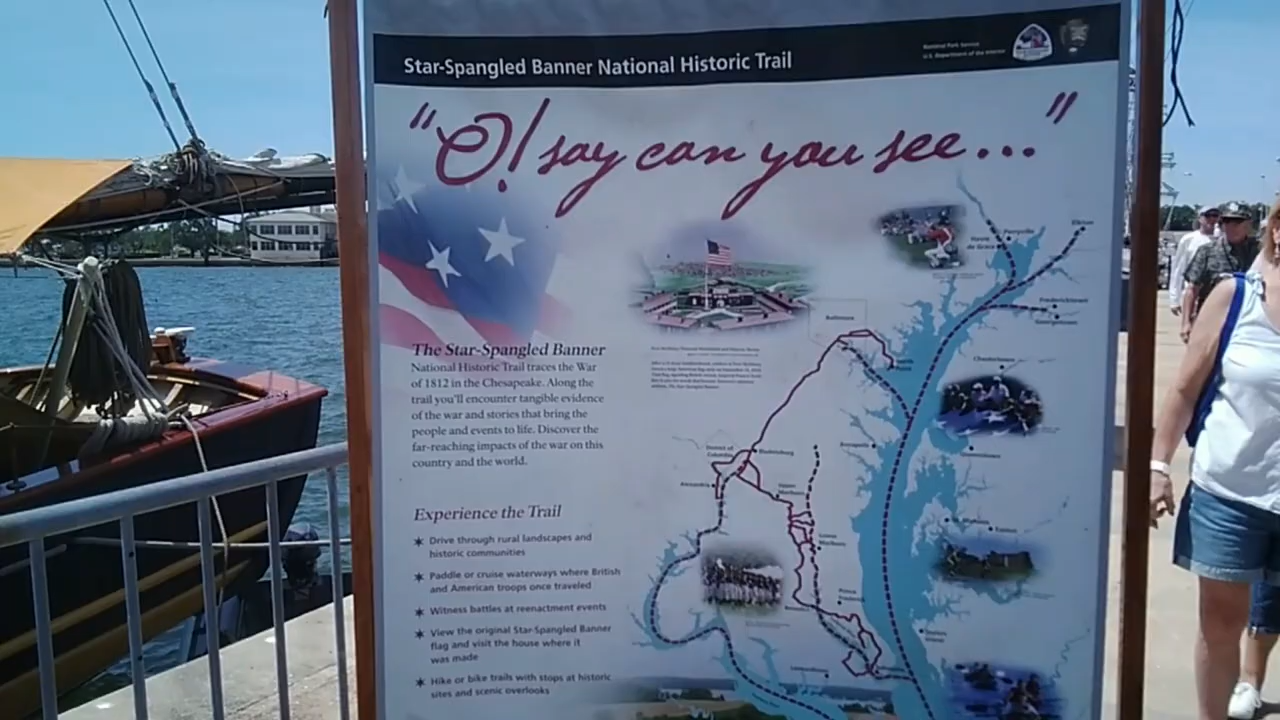 Star-Spangled Banner National Historic Trail
National Park Service
U.S. Department of the Interior
"O! say can you see..."
The Star-Spangled Banner
National Historic Trail traces the War
of 1812 in the Chesapeake. Along the
trail you'll encounter tangible evidence
of the war and stories that bring the
people and events to life. Discover the
far-reaching impacts of the war on this
country and the world.
Experience the Trail
Drive through rural landscapes and
historic communities
Paddle or cruise waterways where British
and American troops once traveled
Witness battles at reenactment events
View the original Star-Spangled Banner
flag and visit the house where it
was made
Hike or bike trails with stops at historic
sites and scenic overlooks
Elkton
Perryville
Havre
de Grace
Fredericktown
Georgetown
Baltimore
North
Point
Chestertown
Annapolis
District of
Columbia
Bladensburg
Alexandria
Upper
Marlboro
Lower
Marlboro
St. Michaels
Easton
Prince
Frederick
Benedict